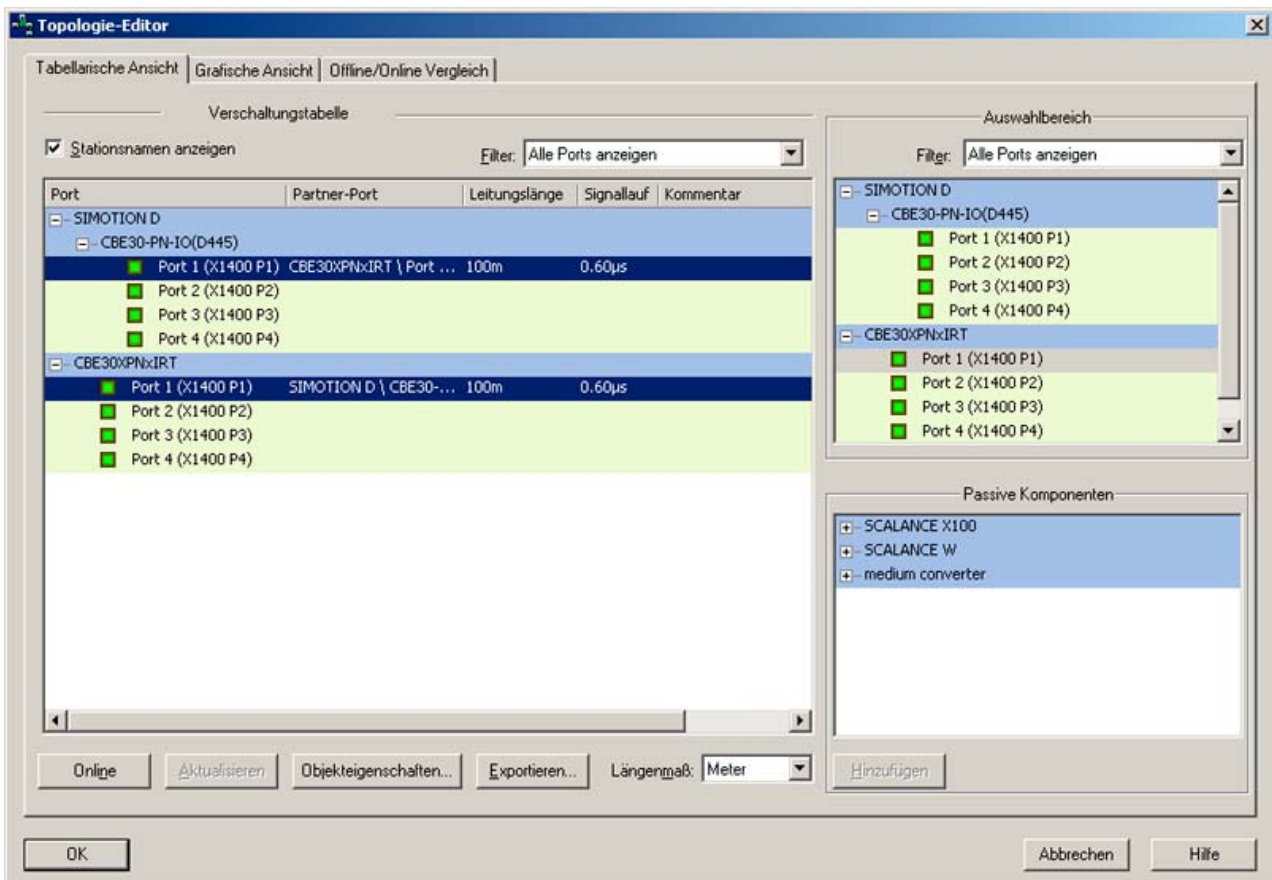 Topologie-Editor
Tabellarische Ansicht Grafische Ansicht Offline/Online Vergleich
Verschaltungstabelle
Stationsnamen anzeigen Filter: Alle Ports anzeigen
Port Partner-Port Leitungslänge Signallauf Kommentar
SIMOTION D
CBE30-PN-IO(D445)
Port 1 (X1400 P1) CBE30XPNxIRT \ Port ... 100m 0.60µs
Port 2 (X1400 P2)
Port 3 (X1400 P3)
Port 4 (X1400 P4)
CBE30XPNxIRT
Port 1 (X1400 P1) SIMOTION D \ CBE30-... 100m 0.60µs
Port 2 (X1400 P2)
Port 3 (X1400 P3)
Port 4 (X1400 P4)
Online Aktualisieren Objekteigenschaften... Exportieren... Längenmaß: Meter
Auswahlbereich
Filter: Alle Ports anzeigen
SIMOTION D
CBE30-PN-IO(D445)
Port 1 (X1400 P1)
Port 2 (X1400 P2)
Port 3 (X1400 P3)
Port 4 (X1400 P4)
CBE30XPNxIRT
Port 1 (X1400 P1)
Port 2 (X1400 P2)
Port 3 (X1400 P3)
Port 4 (X1400 P4)
Passive Komponenten
SCALANCE X100
SCALANCE W
medium converter
Hinzufügen
OK Abbrechen Hilfe